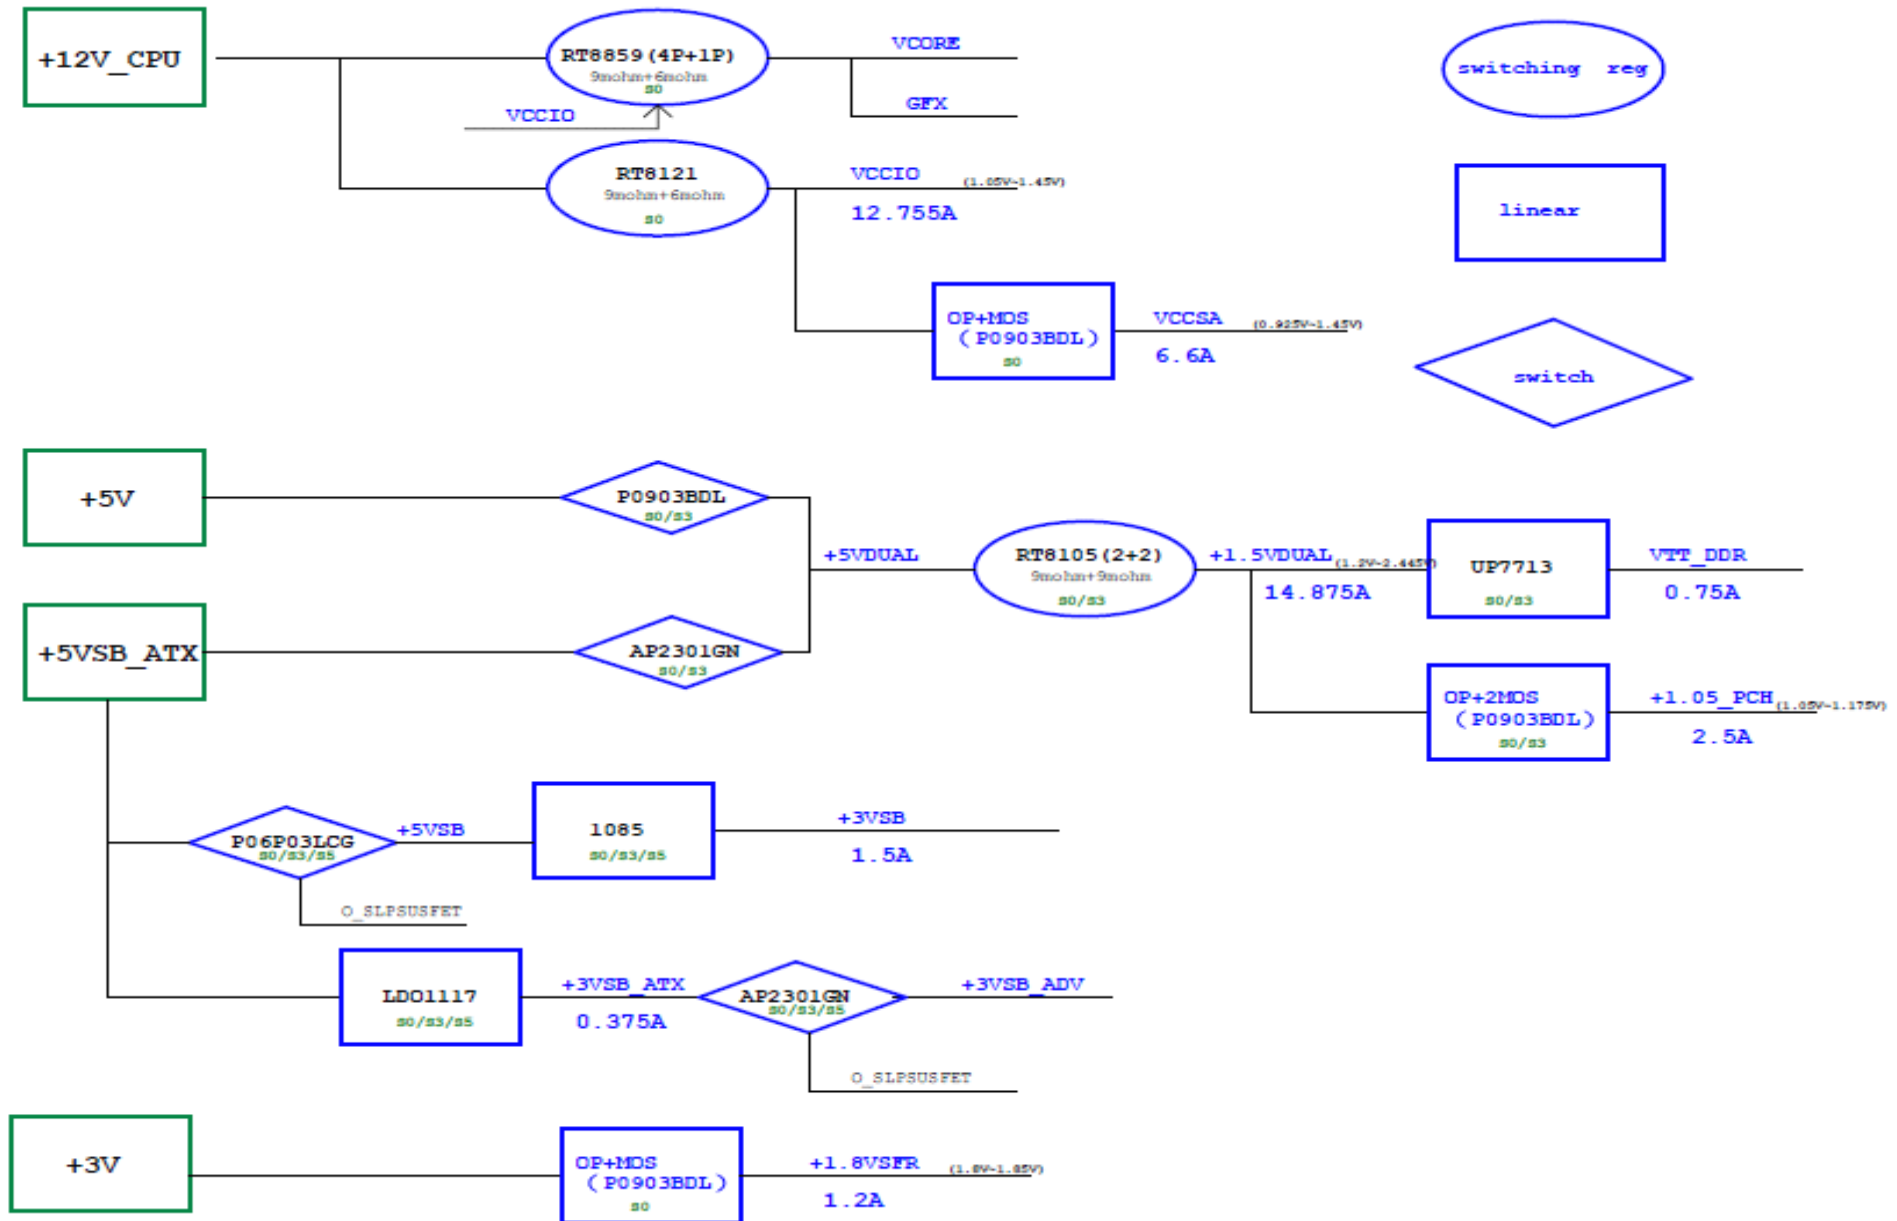 +12V_CPU
RT8859(4P+1P)
9mohm+6mohm
S0
VCORE
GFX
VCCIO
RT8121
9mohm+6mohm
S0
VCCIO
(1.05V~1.45V)
12.755A
OP+MOS
(P0903BDL)
S0
VCCSA
(0.925V~1.45V)
6.6A
switching reg
linear
switch
+5V
P0903BDL
S0/S3
+5VDUAL
RT8105(2+2)
9mohm+9mohm
S0/S3
+1.5VDUAL
(1.2V~2.445V)
14.875A
UP7713
S0/S3
VTT_DDR
0.75A
+5VSB_ATX
AP2301GN
S0/S3
OP+2MOS
(P0903BDL)
S0/S3
+1.05_PCH
(1.05V~1.175V)
2.5A
P06P03LCG
S0/S3/S5
+5VSB
1085
S0/S3/S5
+3VSB
1.5A
O_SLPSUSFET
LDO1117
S0/S3/S5
+3VSB_ATX
0.375A
AP2301GN
S0/S3/S5
+3VSB_ADV
O_SLPSUSFET
+3V
OP+MOS
(P0903BDL)
S0
+1.8VSFR
(1.8V~1.85V)
1.2A